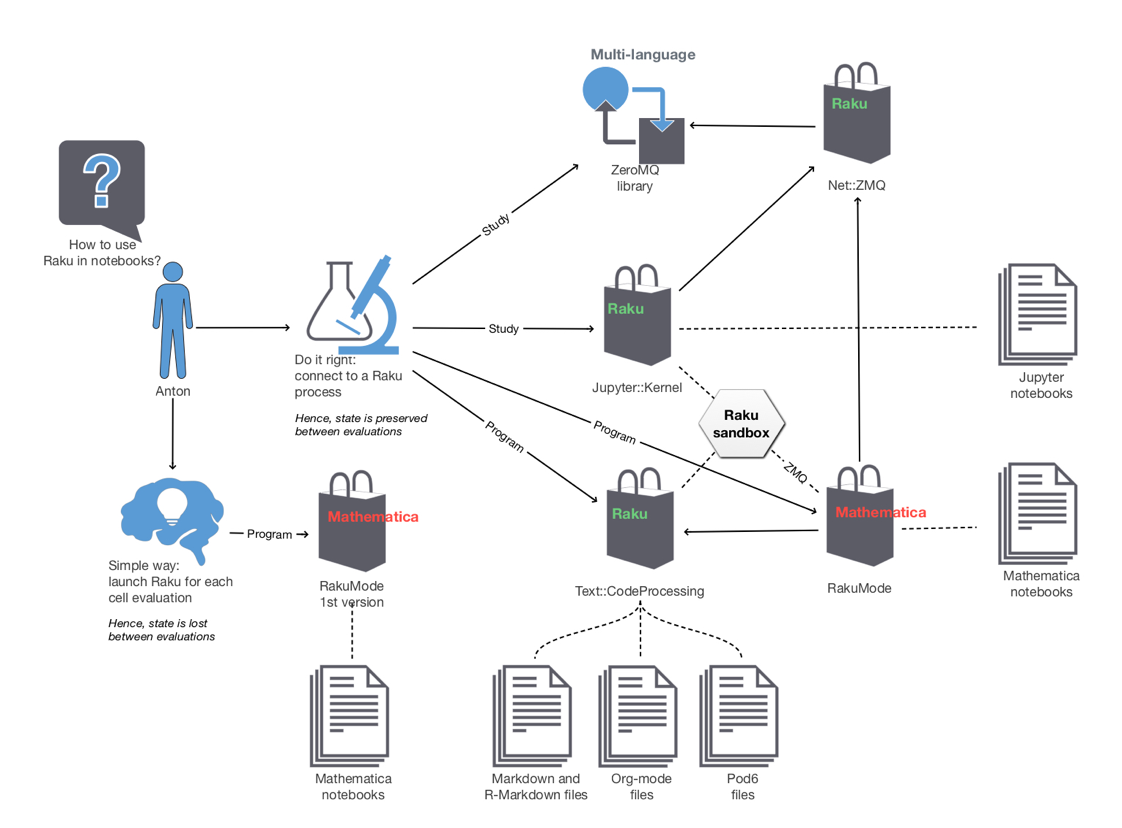 Multi-language
Raku
ZeroMQ
library
Net::ZMQ
?
How to use
Raku in notebooks?
Study
Anton
Do it right:
connect to a Raku
process
Hence, state is preserved
between evaluations
Study
Raku
Jupyter::Kernel
Jupyter
notebooks
Raku
sandbox
Program
Program
ZMQ
Simple way:
launch Raku for each
cell evaluation
Hence, state is lost
between evaluations
Program
Mathematica
RakuMode
1st version
Raku
Text::CodeProcessing
Mathematica
RakuMode
Mathematica
notebooks
Mathematica
notebooks
Markdown and
R-Markdown files
Org-mode
files
Pod6
files